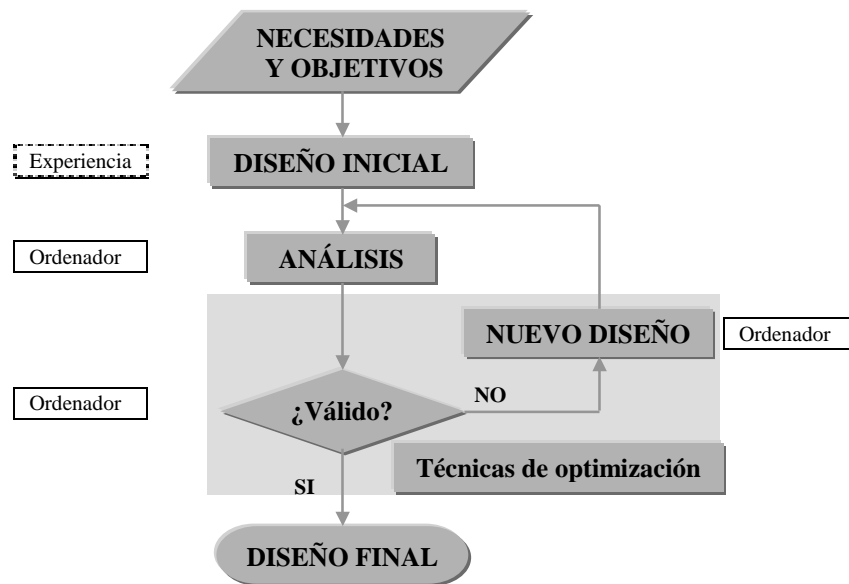 NECESIDADES
Y OBJETIVOS
Experiencia
DISEÑO INICIAL
Ordenador
ANÁLISIS
NUEVO DISEÑO
Ordenador
Ordenador
¿Válido?
NO
Técnicas de optimización
SI
DISEÑO FINAL